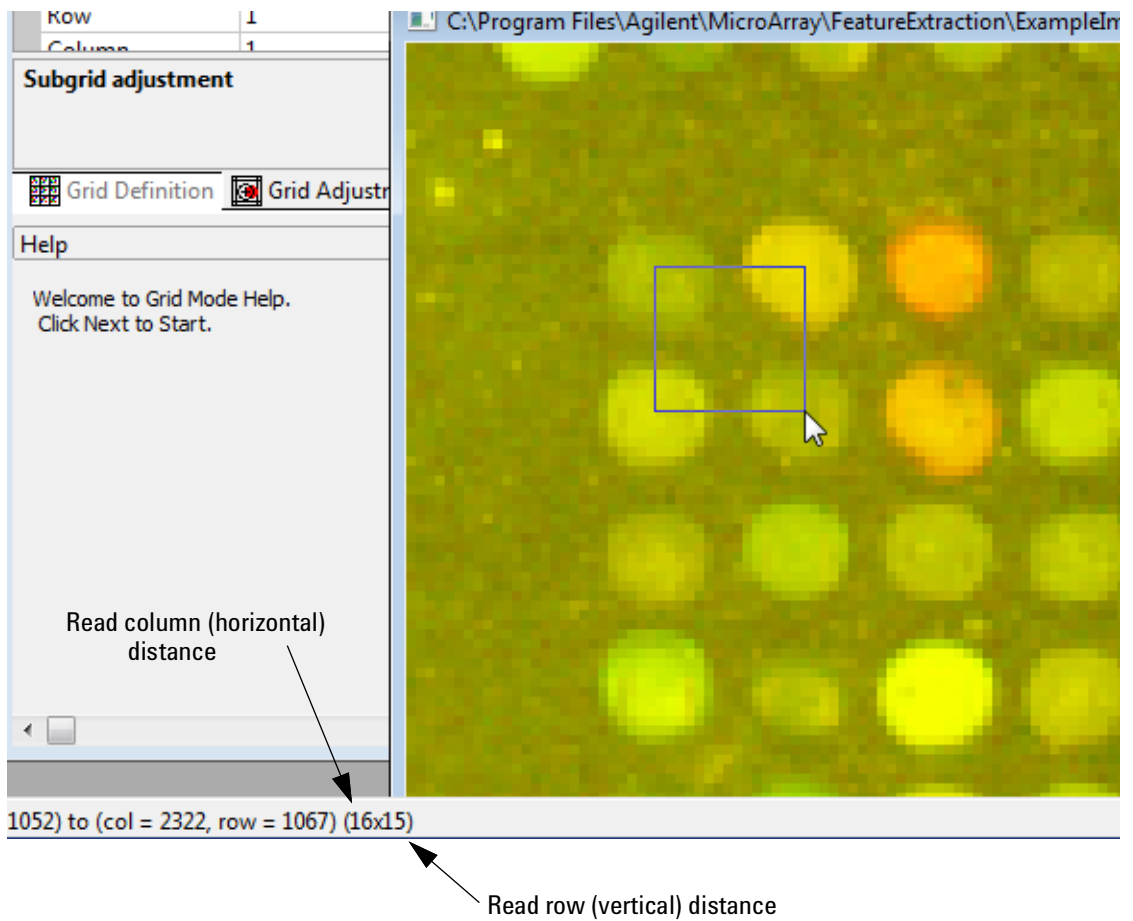 Row 1
Column 1
C:\Program Files\Agilent\MicroArray\FeatureExtraction\ExampleIm
Subgrid adjustment
Grid Definition Grid Adjustr
Help
Welcome to Grid Mode Help.
Click Next to Start.
Read column (horizontal)
distance
1052) to (col = 2322, row = 1067) (16x15)
Read row (vertical) distance